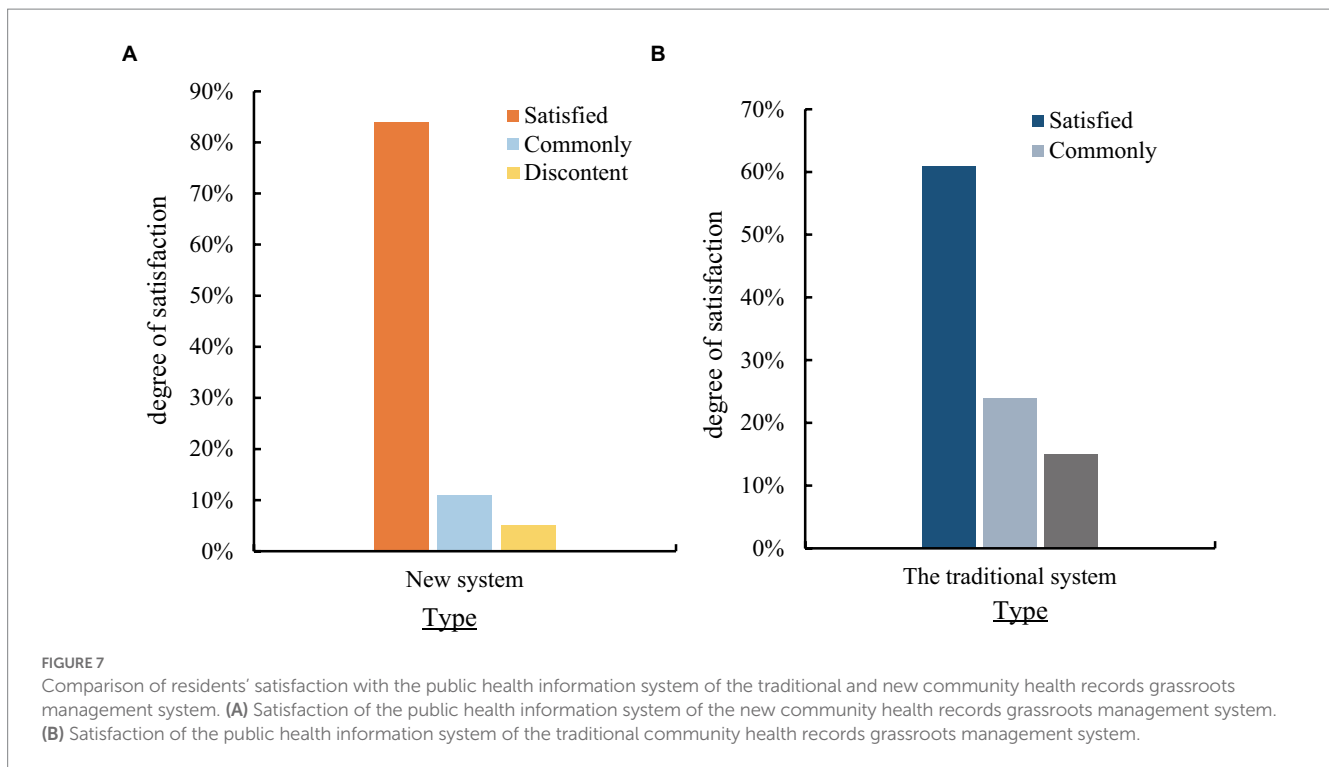 A
90%
80%
70%
60%
50%
40%
30%
20%
10%
0%
degree of satisfaction
Satisfied
Commonly
Discontent
New system
Type
B
70%
60%
50%
40%
30%
20%
10%
0%
degree of satisfaction
Satisfied
Commonly
The traditional system
Type
FIGURE 7
Comparison of residents’ satisfaction with the public health information system of the traditional and new community health records grassroots
management system. (A) Satisfaction of the public health information system of the new community health records grassroots management system.
(B) Satisfaction of the public health information system of the traditional community health records grassroots management system.